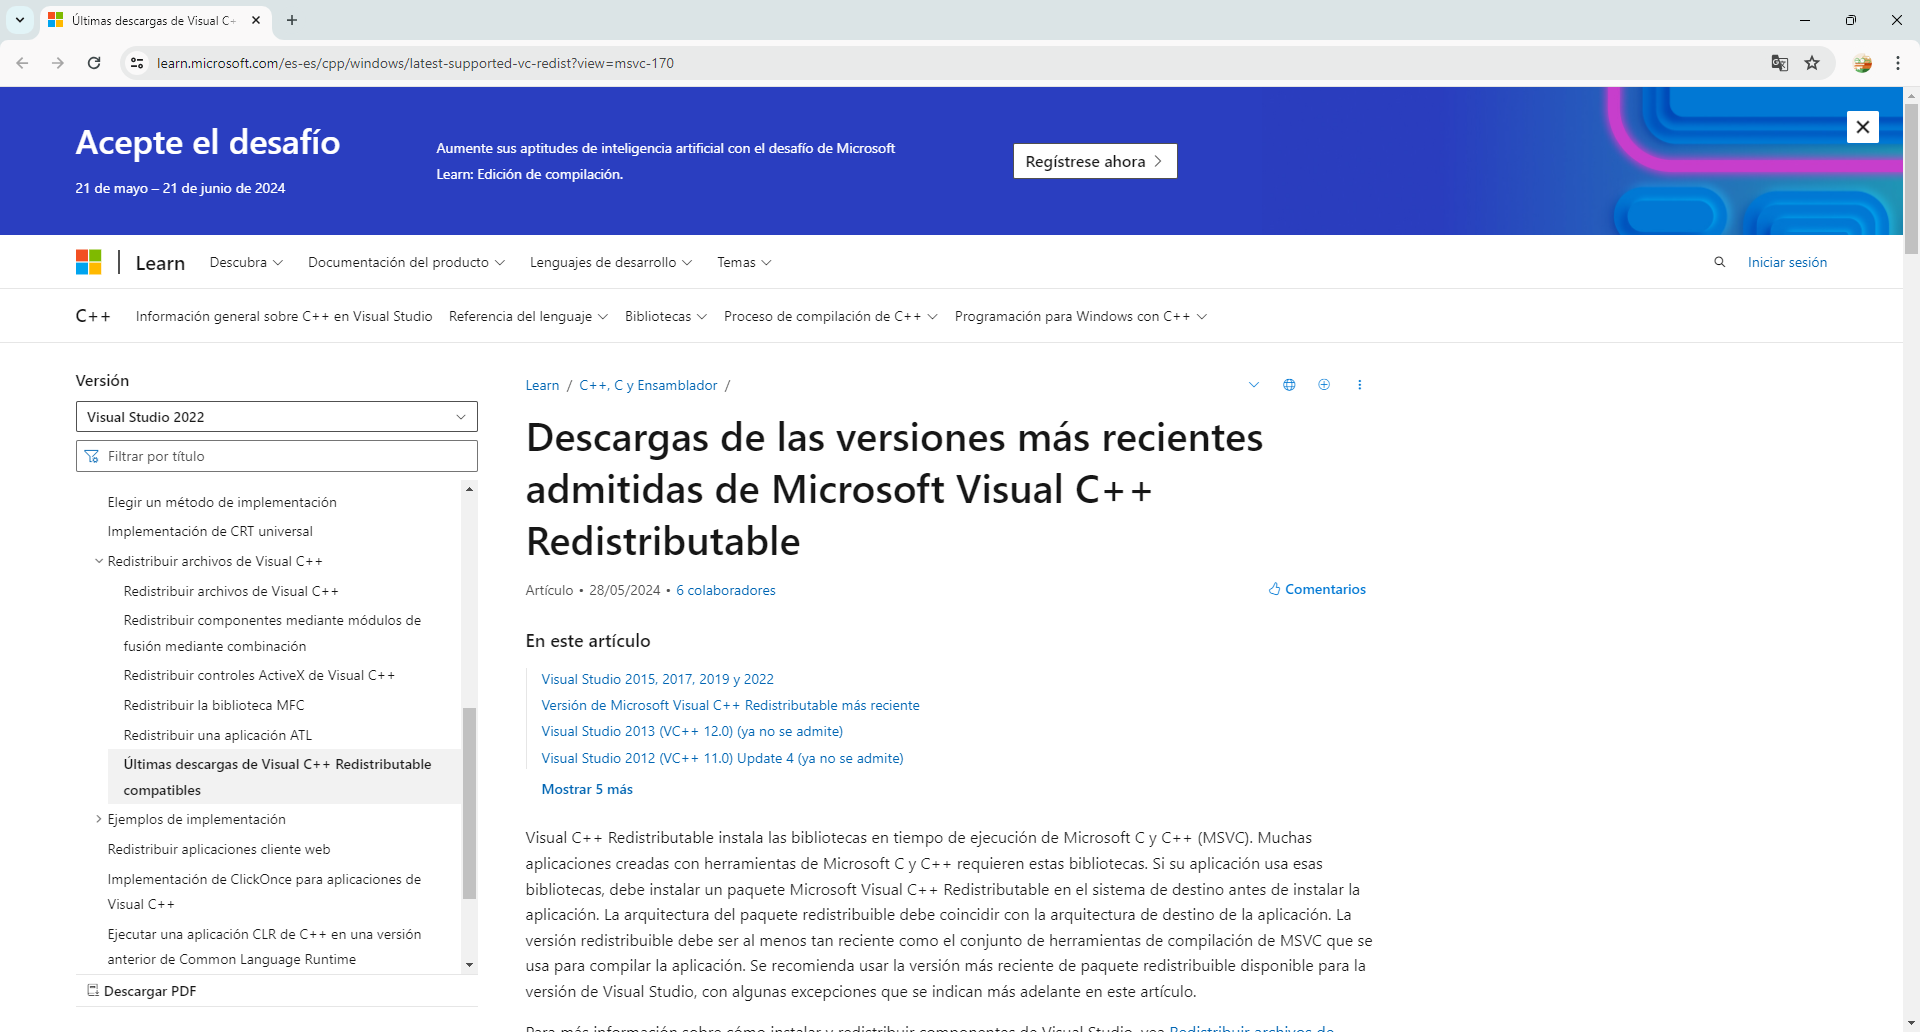 Últimas descargas de Visual C+
learn.microsoft.com/es-es/cpp/windows/latest-supported-vc-redist?view=msvc-170
Acepte el desafío
21 de mayo – 21 de junio de 2024
Aumente sus aptitudes de inteligencia artificial con el desafío de Microsoft
Learn: Edición de compilación.
Regístrese ahora
Learn
Descubra
Documentación del producto
Lenguajes de desarrollo
Temas
Iniciar sesión
C++
Información general sobre C++ en Visual Studio
Referencia del lenguaje
Bibliotecas
Proceso de compilación de C++
Programación para Windows con C++
Versión
Visual Studio 2022
Filtrar por título
Elegir un método de implementación
Implementación de CRT universal
Redistribuir archivos de Visual C++
Redistribuir archivos de Visual C++
Redistribuir componentes mediante módulos de
fusión mediante combinación
Redistribuir controles ActiveX de Visual C++
Redistribuir la biblioteca MFC
Redistribuir una aplicación ATL
Últimas descargas de Visual C++ Redistributable
compatibles
Ejemplos de implementación
Redistribuir aplicaciones cliente web
Implementación de ClickOnce para aplicaciones de
Visual C++
Ejecutar una aplicación CLR de C++ en una versión
anterior de Common Language Runtime
Descargar PDF
Learn / C++, C y Ensamblador /
Descargas de las versiones más recientes
admitidas de Microsoft Visual C++
Redistributable
Artículo • 28/05/2024 • 6 colaboradores
Comentarios
En este artículo
Visual Studio 2015, 2017, 2019 y 2022
Versión de Microsoft Visual C++ Redistributable más reciente
Visual Studio 2013 (VC++ 12.0) (ya no se admite)
Visual Studio 2012 (VC++ 11.0) Update 4 (ya no se admite)
Mostrar 5 más
Visual C++ Redistributable instala las bibliotecas en tiempo de ejecución de Microsoft C y C++ (MSVC). Muchas
aplicaciones creadas con herramientas de Microsoft C y C++ requieren estas bibliotecas. Si su aplicación usa esas
bibliotecas, debe instalar un paquete Microsoft Visual C++ Redistributable en el sistema de destino antes de instalar la
aplicación. La arquitectura del paquete redistribuible debe coincidir con la arquitectura de destino de la aplicación. La
versión redistribuible debe ser al menos tan reciente como el conjunto de herramientas de compilación de MSVC que se
usa para compilar la aplicación. Se recomienda usar la versión más reciente de paquete redistribuible disponible para la
versión de Visual Studio, con algunas excepciones que se indican más adelante en este artículo.
Para más información sobre cómo instalar y redistribuir componentes de Visual Studio, vea Redistribuir archivos de